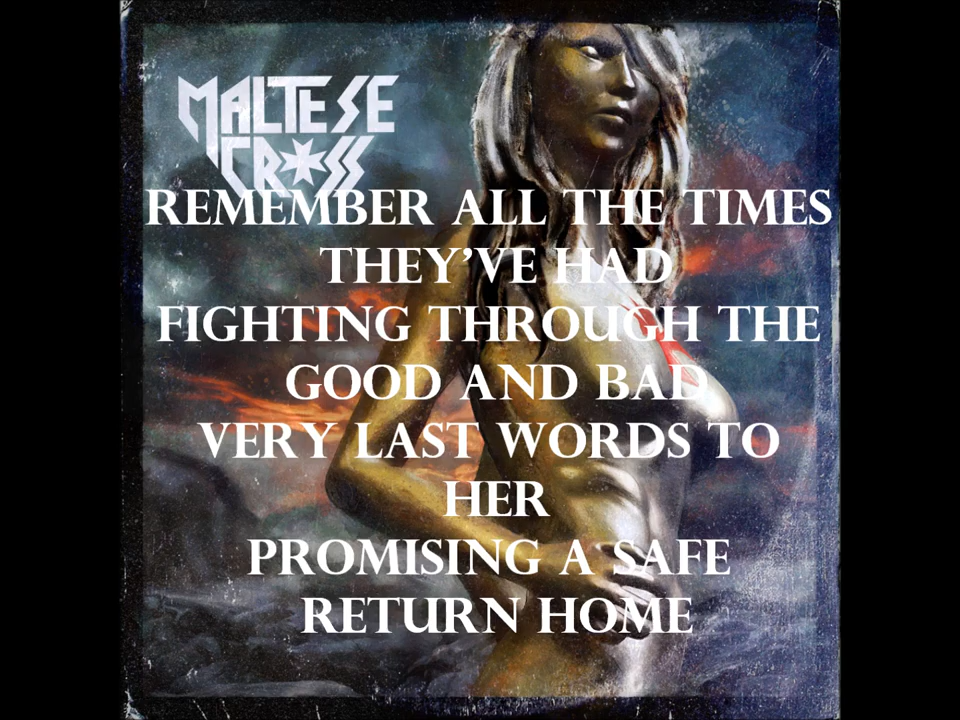 MALTESE
CROSS
REMEMBER ALL THE TIMES
THEY'VE HAD
FIGHTING THROUGH THE
GOOD AND BAD
VERY LAST WORDS TO
HER
PROMISING A SAFE
RETURN HOME